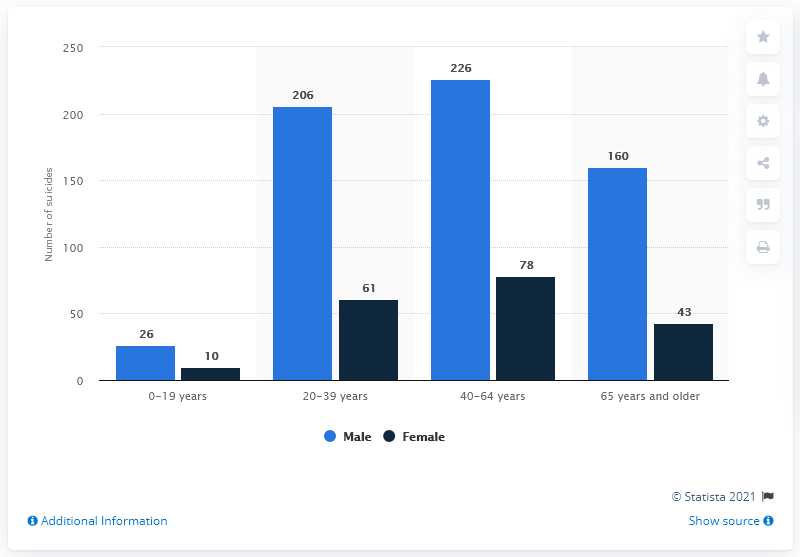 250
200
150
100
50
0
Number of suicides
206
226
160
26
10
61
78
43
0–19 years
20–39 years
40–64 years
65 years and older
Male
Female
© Statista 2021
Additional Information
Show source